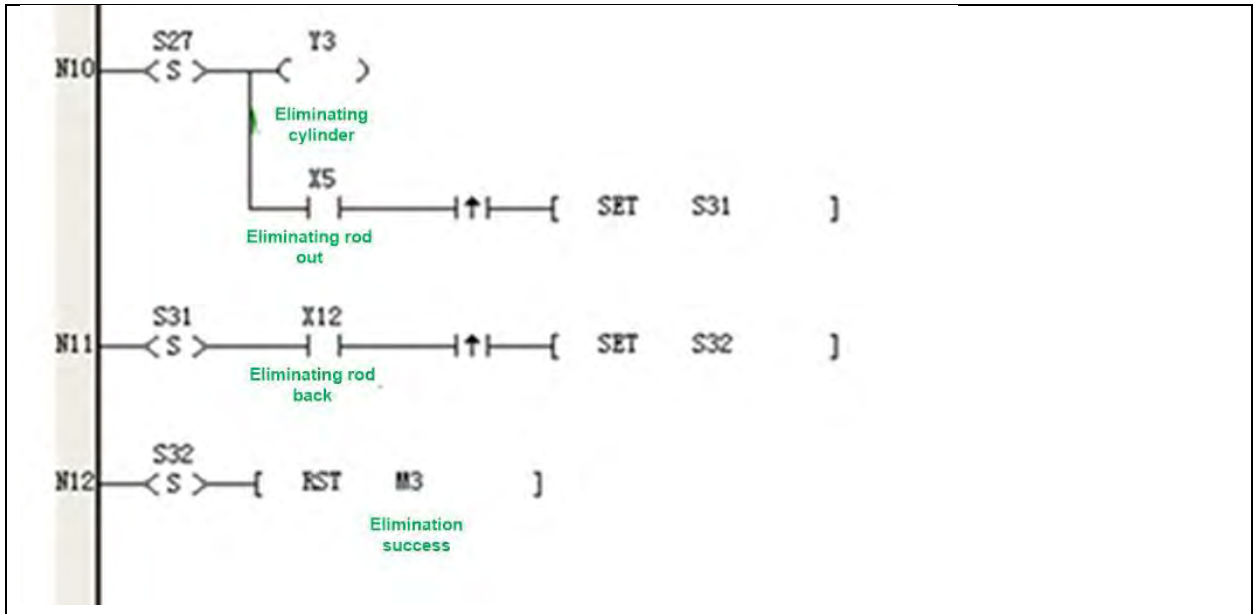 S27 Y3
N10 < S > ( )
Eliminating
cylinder
X5
[ SET S31 ]
Eliminating rod
out
S31 X12
N11 < S > [ SET S32 ]
Eliminating rod
back
S32
N12 < S > [ RST M3 ]
Elimination
success